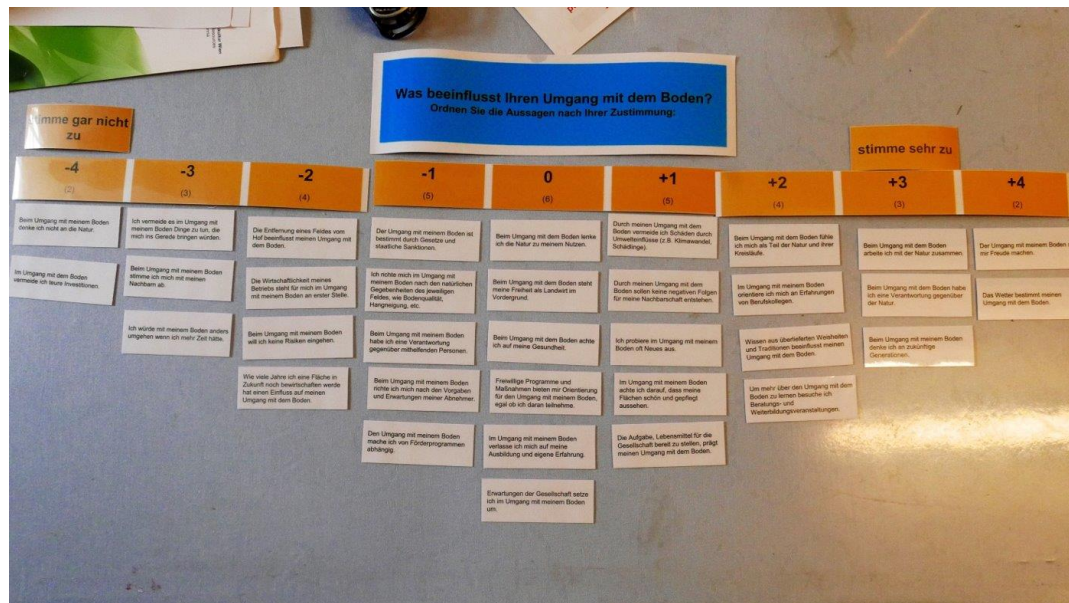 Was beeinflusst Ihren Umgang mit dem Boden?
Ordnen Sie die Aussagen nach Ihrer Zustimmung:
stimme gar nicht
zu
stimme sehr zu
-4
(2)
-3
(3)
-2
(4)
-1
(5)
0
(6)
+1
(5)
+2
(4)
+3
(3)
+4
(2)
Beim Umgang mit meinem Boden
denke ich nicht an die Natur.
Im Umgang mit dem Boden
vermeide ich teure Investitionen.
Ich vermeide es im Umgang mit
meinem Boden Dinge zu tun, die
mich ins Gerede bringen würden.
Beim Umgang mit meinem Boden
stimme ich mich mit meinen
Nachbarn ab.
Ich würde mit meinem Boden anders
umgehen wenn ich mehr Zeit hätte.
Die Entfernung eines Feldes vom
Hof beeinflusst meinen Umgang mit
dem Boden.
Die Wirtschaftlichkeit meines
Betriebs steht für mich im Umgang
mit meinem Boden an erster Stelle.
Beim Umgang mit meinem Boden
will ich keine Risiken eingehen.
Wie viele Jahre ich eine Fläche in
Zukunft noch bewirtschaften werde
hat einen Einfluss auf meinen
Umgang mit dem Boden.
Der Umgang mit meinem Boden ist
bestimmt durch Gesetze und
staatliche Sanktionen.
Ich richte mich im Umgang mit
meinem Boden nach den natürlichen
Gegebenheiten des jeweiligen
Feldes, wie Bodenqualität,
Hangneigung, etc.
Beim Umgang mit meinem Boden
habe ich eine Verantwortung
gegenüber mithelfenden Personen.
Beim Umgang mit meinem Boden
richte ich mich nach den Vorgaben
und Erwartungen meiner Abnehmer.
Den Umgang mit meinem Boden
mache ich von Förderprogrammen
abhängig.
Beim Umgang mit dem Boden lenke
ich die Natur zu meinem Nutzen.
Beim Umgang mit dem Boden steht
meine Freiheit als Landwirt im
Vordergrund.
Beim Umgang mit dem Boden achte
ich auf meine Gesundheit.
Freiwillige Programme und
Maßnahmen bieten mir Orientierung
für den Umgang mit meinem Boden,
egal ob ich daran teilnehme.
Im Umgang mit meinem Boden
verlasse ich mich auf meine
Ausbildung und eigene Erfahrung.
Erwartungen der Gesellschaft setze
ich im Umgang mit meinem Boden
um.
Durch meinen Umgang mit dem
Boden vermeide ich Schäden durch
Umwelteinflüsse (z.B. Klimawandel,
Schädlinge).
Durch meinen Umgang mit dem
Boden sollen keine negativen Folgen
für meine Nachbarschaft entstehen.
Ich probiere im Umgang mit meinem
Boden oft Neues aus.
Im Umgang mit meinem Boden
achte ich darauf, dass meine
Flächen schön und gepflegt
aussehen.
Die Aufgabe, Lebensmittel für die
Gesellschaft bereit zu stellen, prägt
meinen Umgang mit dem Boden.
Beim Umgang mit dem Boden fühle
ich mich als Teil der Natur und ihrer
Kreisläufe.
Im Umgang mit meinem Boden
orientiere ich mich an Erfahrungen
von Berufskollegen.
Wissen aus überlieferten Weisheiten
und Traditionen beeinflusst meinen
Umgang mit dem Boden.
Um mehr über den Umgang mit dem
Boden zu lernen besuche ich
Beratungs- und
Weiterbildungsveranstaltungen.
Beim Umgang mit dem Boden
arbeite ich mit der Natur zusammen.
Beim Umgang mit dem Boden habe
ich eine Verantwortung gegenüber
der Natur.
Beim Umgang mit meinem Boden
denke ich an zukünftige
Generationen.
Der Umgang mit meinem Boden
mir Freude machen.
Das Wetter bestimmt meinen
Umgang mit dem Boden.